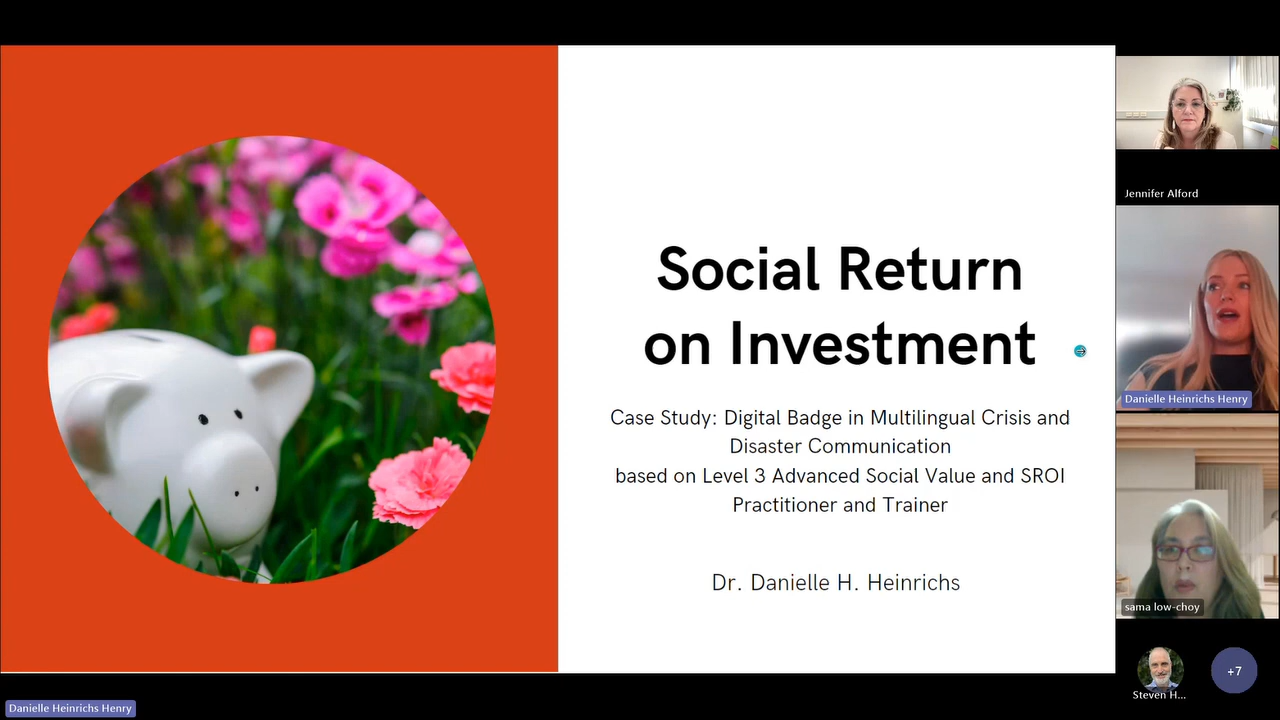 Social Return
on Investment
Case Study: Digital Badge in Multilingual Crisis and
Disaster Communication
based on Level 3 Advanced Social Value and SROI
Practitioner and Trainer
Dr. Danielle H. Heinrichs
Jennifer Alford
Danielle Heinrichs Henry
sama low-choy
Steven H...
+7
Danielle Heinrichs Henry